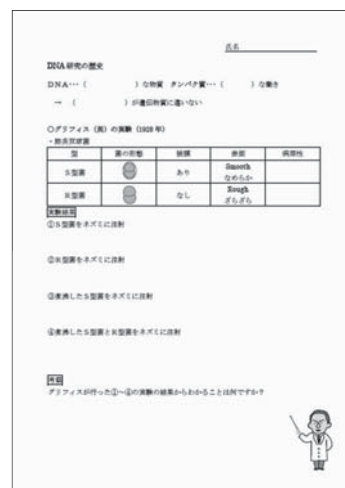 氏名
DNA研究の歴史
DNA・・・（　　　　）な物質　タンパク質・・・（　　　）な働き
→　（　　　　　）が遺伝物質に違いない
○グリフィス（英）の実験（1928年）
・肺炎双球菌
型　菌の形態　被膜　表面　病原性
S型菌　あり　Smooth なめらか
R型菌　なし　Rough ざらざら
実験結果
①S型菌をネズミに注射
②R型菌をネズミに注射
③煮沸したS型菌をネズミに注射
④煮沸したS型菌とR型菌をネズミに注射
考察
グリフィスが行った①～④の実験の結果からわかることは何ですか？